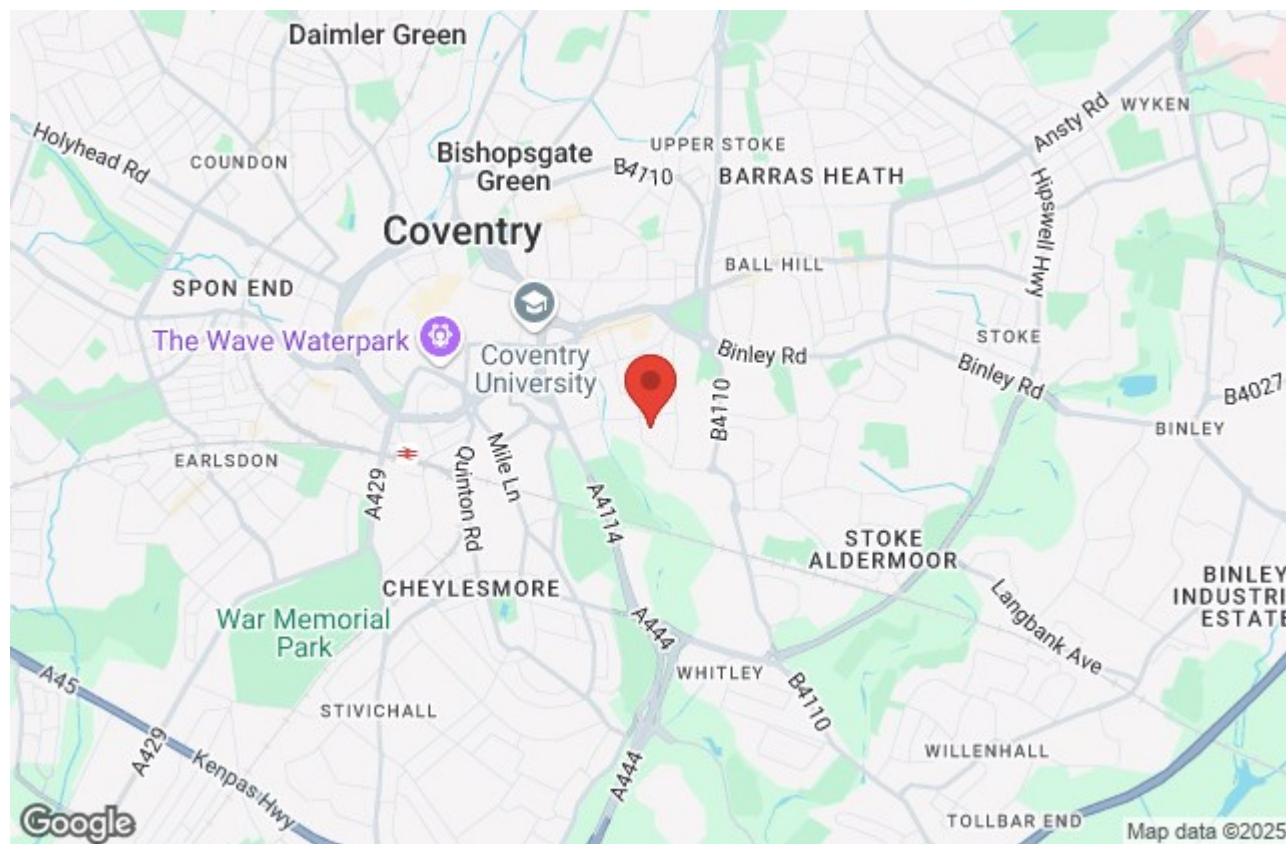 Daimler Green
WYKEN
Holyhead Rd
COUNDON
Bishopsgate
Green
UPPER STOKE
B4110
BARRAS HEATH
Ansty Rd
Hipswell Hwy
Coventry
SPON END
BALL HILL
The Wave Waterpark
Coventry
University
Binley Rd
STOKE
Binley Rd
B4027
BINLEY
B4110
EARLSDON
A429
Quinton Rd
Mile Ln
A4114
STOKE
ALDERMOOR
CHEYLESMORE
War Memorial
Park
Langbank Ave
BINLEY
INDUSTRI
ESTATE
A444
WHITLEY
A45
STIVICHALL
B4110
A429
Kenpas Hwy
A444
WILLENHALL
TOLLBAR END
Google
Map data ©2025